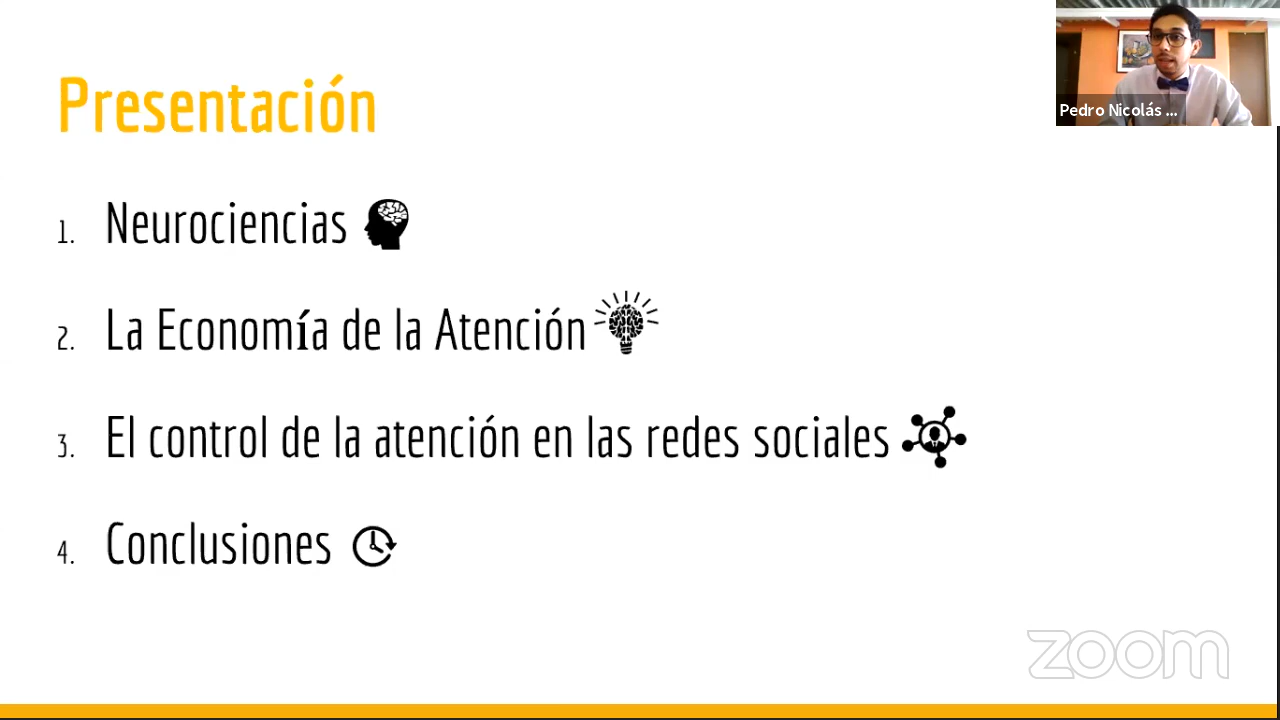 Presentación
1. Neurociencias
2. La Economía de la Atención
3. El control de la atención en las redes sociales
4. Conclusiones
Pedro Nicolás ...
zoom